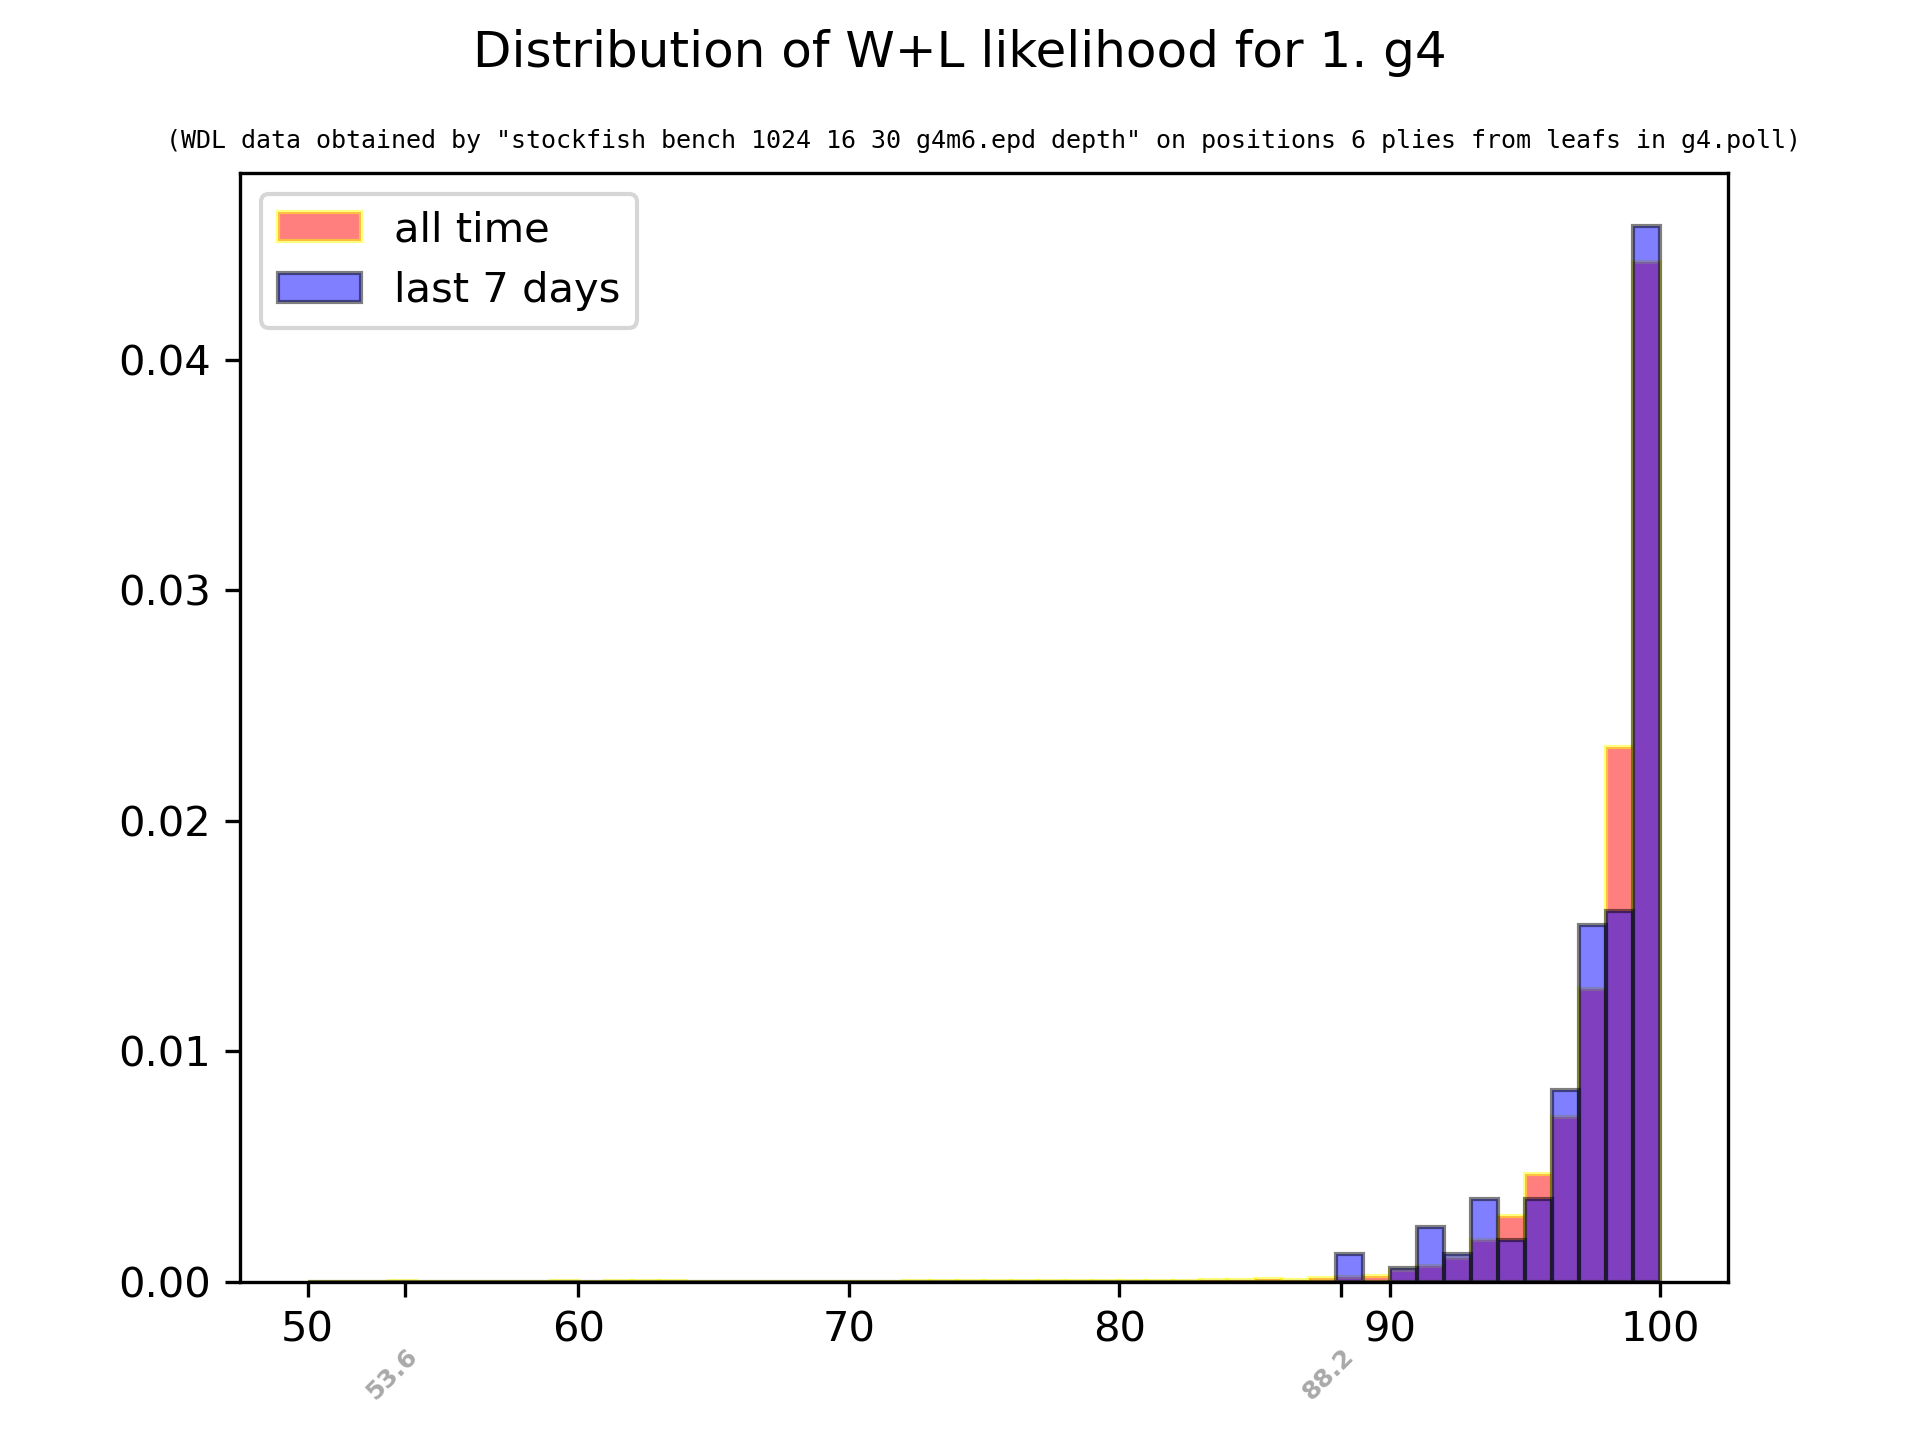 Distribution of W+L likelihood for 1. g4
(WDL data obtained by "stockfish bench 1024 16 30 g4m6.epd depth" on positions 6 plies from leafs in g4.poll)
all time
last 7 days
0.04
0.03
0.02
0.01
0.00
50 60 70 80 90 100
53.6 88.2